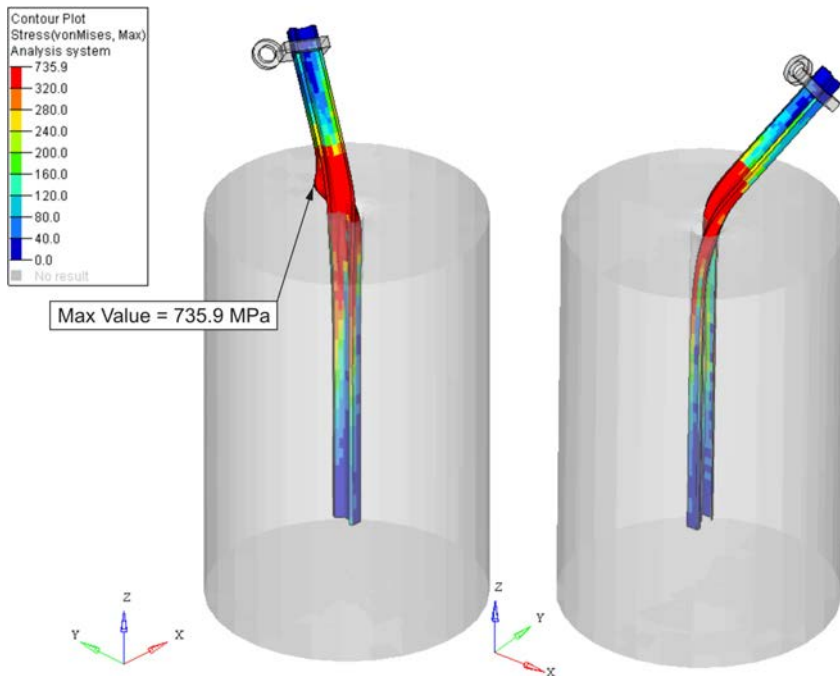 Contour Plot
Stress(vonMises, Max)
Analysis system
735.9
320.0
280.0
240.0
200.0
160.0
120.0
80.0
40.0
0.0
No result
Max Value = 735.9 MPa
Z
Y
X
Z
Y
X